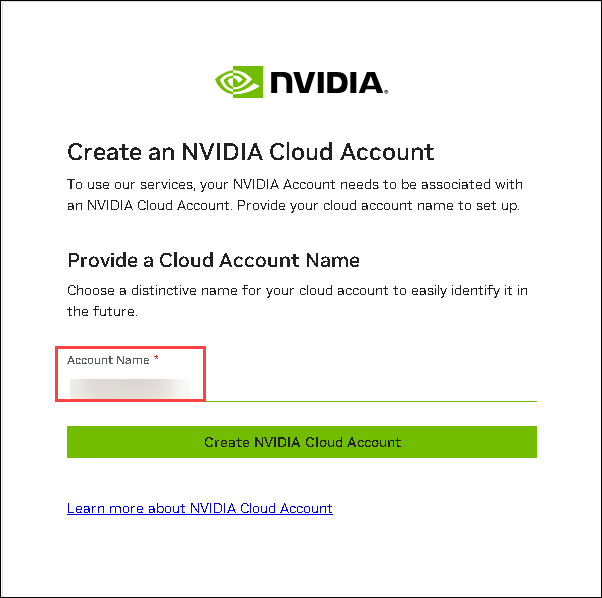 NVIDIA.
Create an NVIDIA Cloud Account
To use our services, your NVIDIA Account needs to be associated with
an NVIDIA Cloud Account. Provide your cloud account name to set up.
Provide a Cloud Account Name
Choose a distinctive name for your cloud account to easily identify it in
the future.
Account Name *
Create NVIDIA Cloud Account
Learn more about NVIDIA Cloud Account